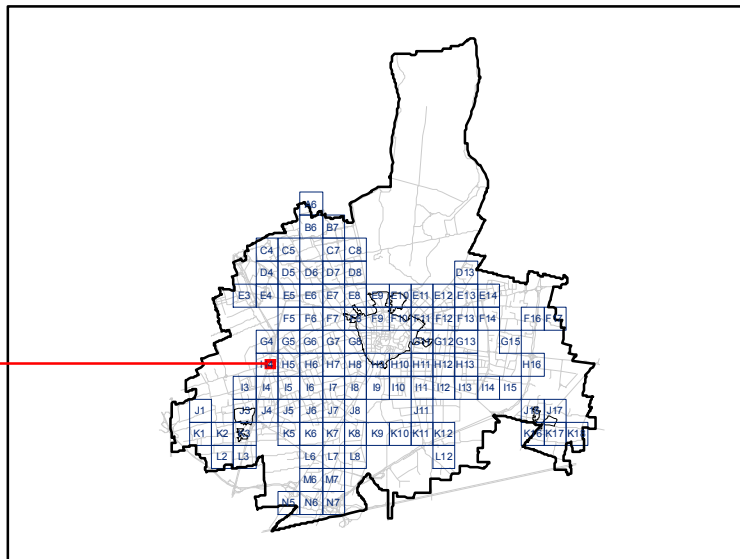 A6
B6 B7
C4 C5 C7 C8
D4 D5 D6 D7 D8 D13
E3 E4 E5 E6 E7 E8 E9 E10 E11 E12 E13 E14
F5 F6 F7 F9 F11 F12 F13 F14 F16
G4 G5 G6 G7 G8 G12 G13 G15
H5 H6 H7 H8 H10 H11 H12 H13 H16
I3 I4 I5 I6 I7 I8 I9 I10 I11 I12 I13 I14 I15
J1 J3 J4 J5 J6 J7 J8 J11 J17
K1 K2 K5 K6 K7 K8 K9 K10 K11 K12 K17
L2 L3 L6 L7 L8 L12
M6 M7
N5 N6 N7